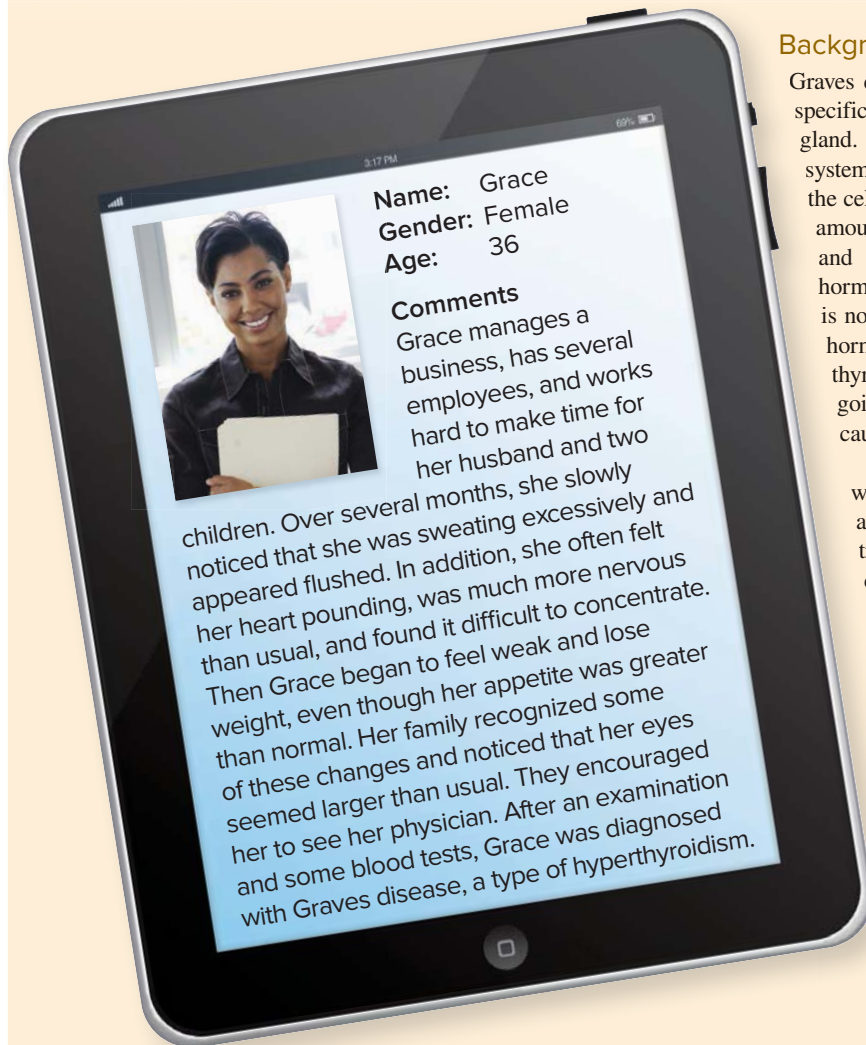 3:17 PM
69%
Name: Grace
Gender: Female
Age: 36
Comments
Grace manages a
business, has several
employees, and works
hard to make time for
her husband and two
children. Over several months, she slowly
noticed that she was sweating excessively and
appeared flushed. In addition, she often felt
her heart pounding, was much more nervous
than usual, and found it difficult to concentrate.
Then Grace began to feel weak and lose
weight, even though her appetite was greater
than normal. Her family recognized some
of these changes and noticed that her eyes
seemed larger than usual. They encouraged
her to see her physician. After an examination
and some blood tests, Grace was diagnosed
with Graves disease, a type of hyperthyroidism.
Backgr
Graves
specific
gland.
system
the cel
amou
and
horm
is no
horn
thyr
goi
cau
w
a